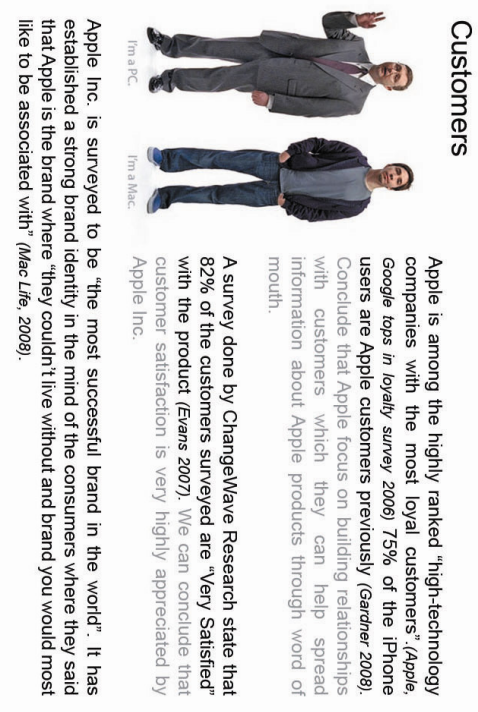 Customers
Apple is among the highly ranked “high-technology
companies with the most loyal customers”.(Apple,
Google tops in loyalty survey 2006) 75% of the iPhone
users are Apple customers previously (Gardner 2008).
Conclude that Apple focus on building relationships
with customers which they can help spread
information about Apple products through word of
mouth.
I'm a PC.
I'm a Mac.
A survey done by ChangeWave Research state that
82% of the customers surveyed are “Very Satisfied”
with the product (Evans 2007). We can conclude that
customer satisfaction is very highly appreciated by
Apple Inc.
Apple Inc. is surveyed to be “the most successful brand in the world”. It has
established a strong brand identity in the mind of the consumers where they said
that Apple is the brand where “they couldn't live without and brand you would most
like to be associated with” (Mac Life, 2008).